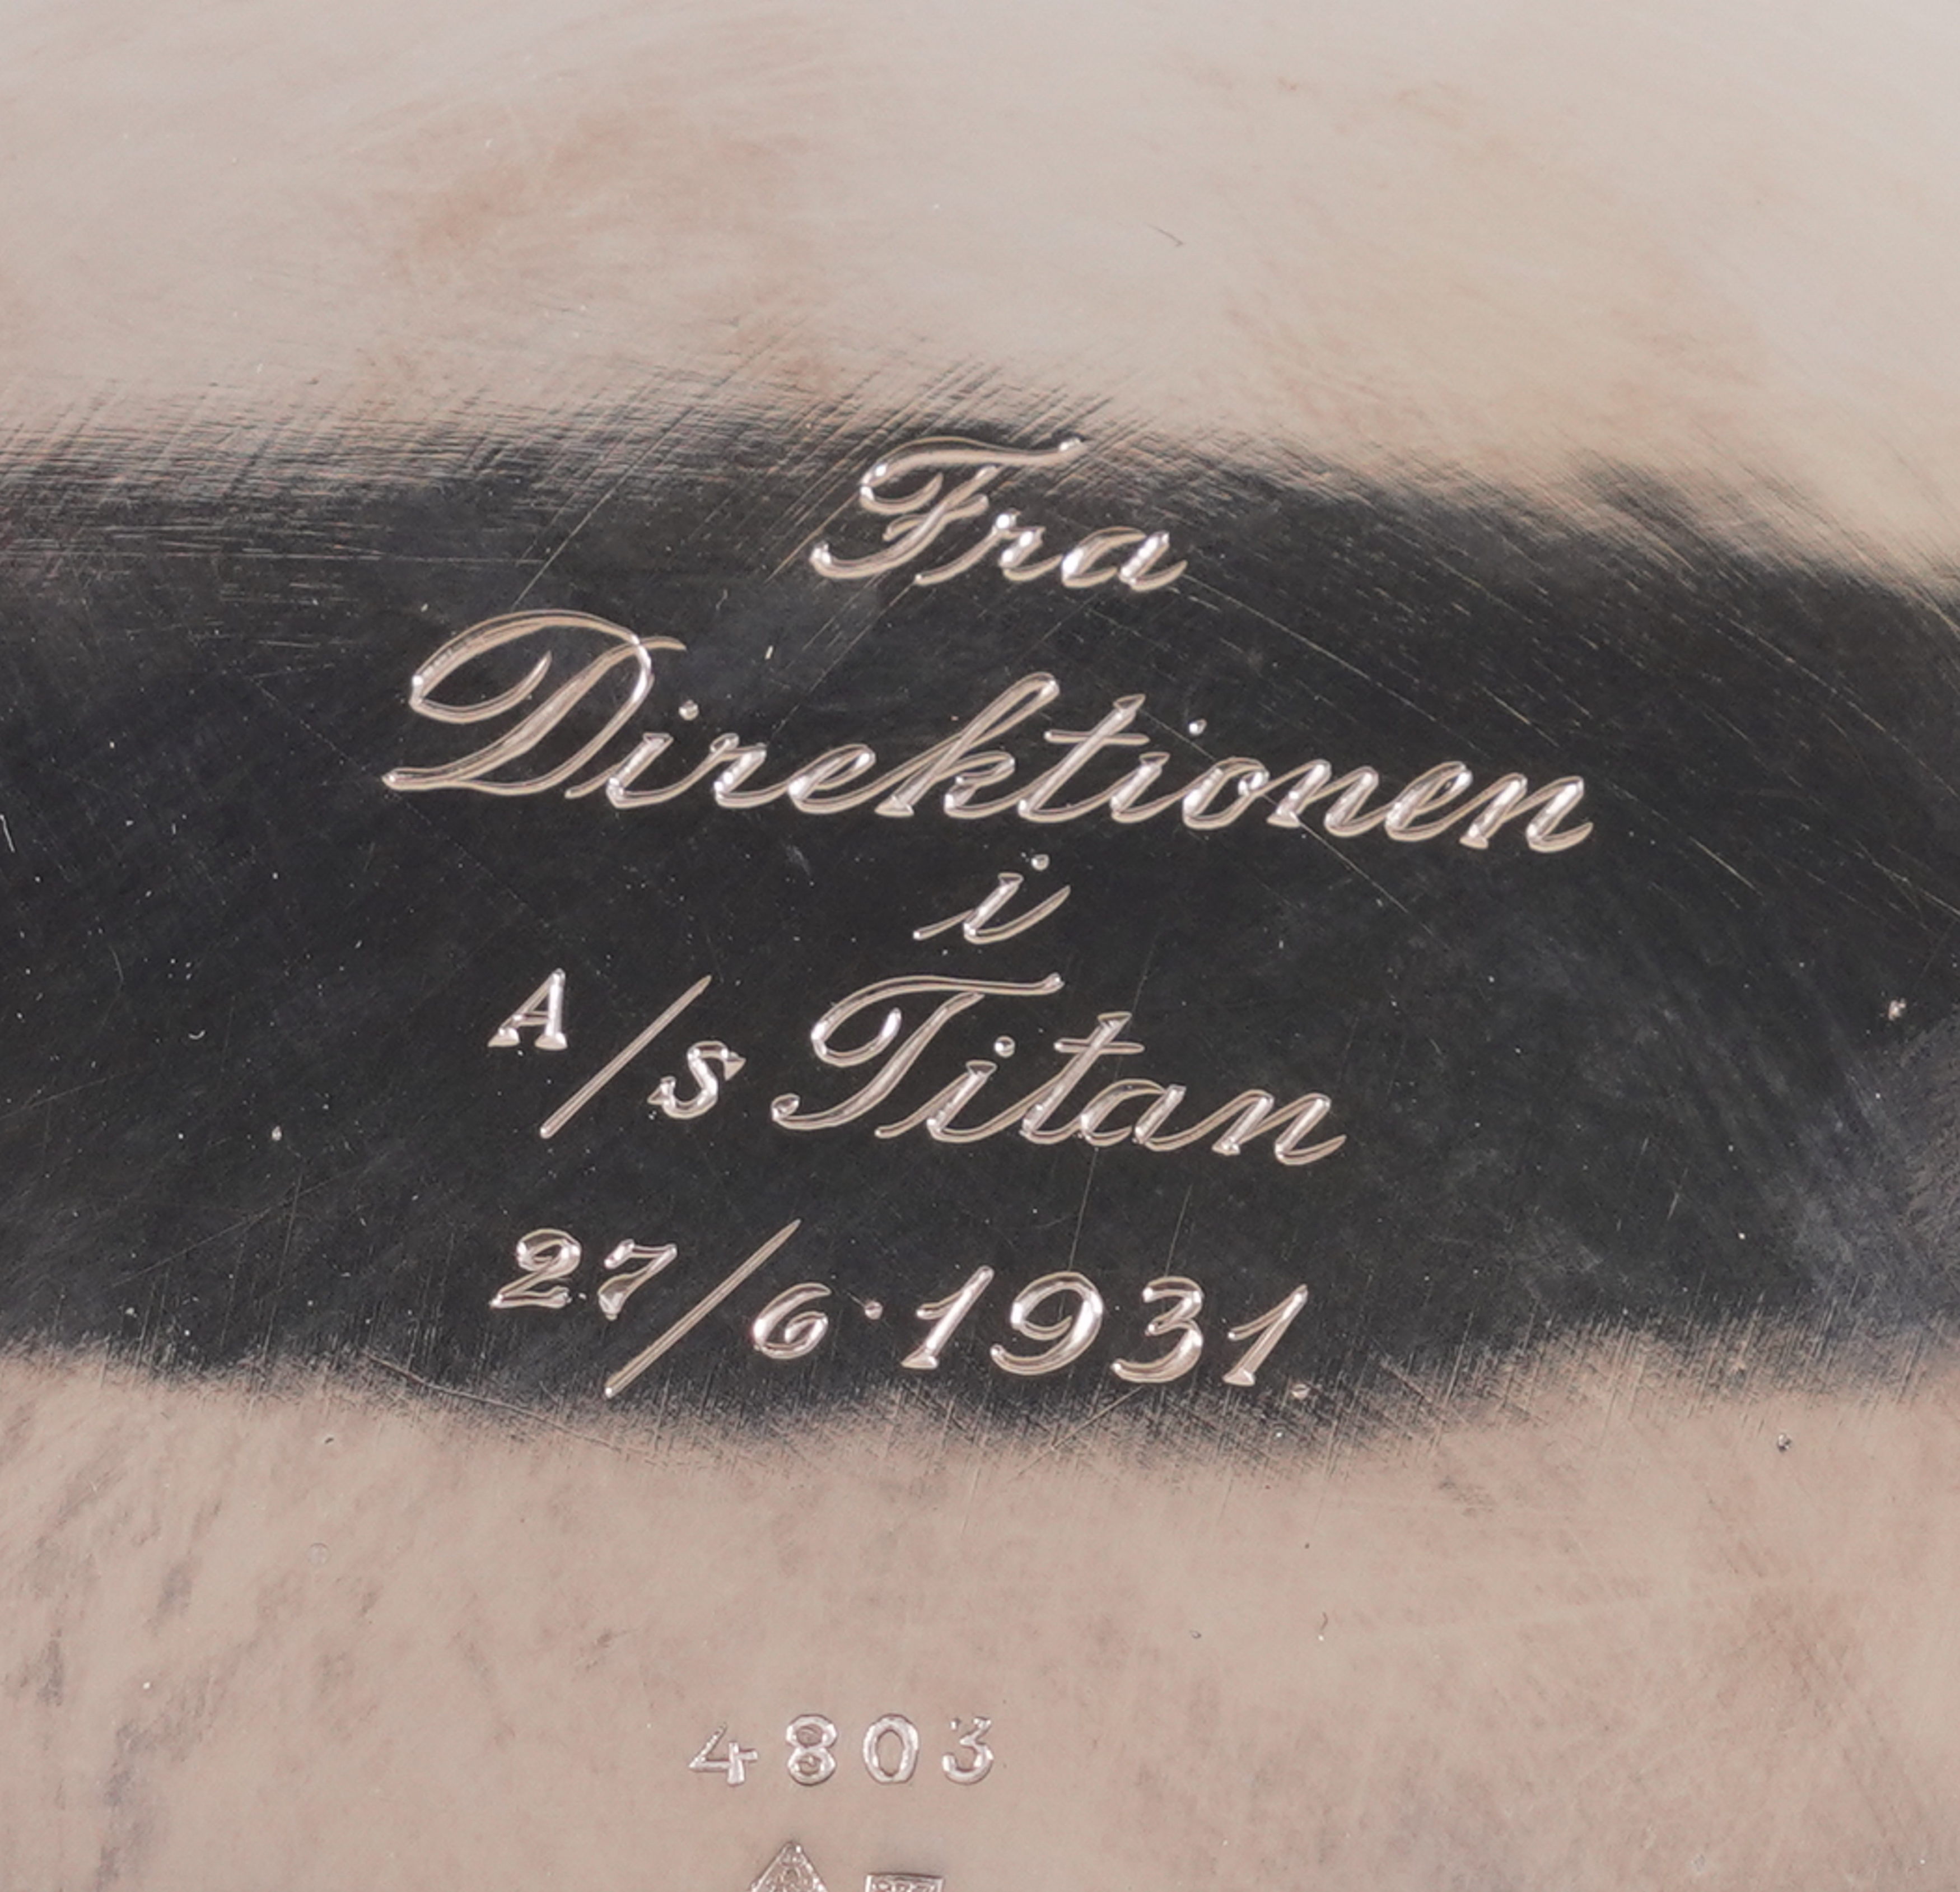 Fra
Direktionen
i
A/S Titan
27/6·1931.
4803